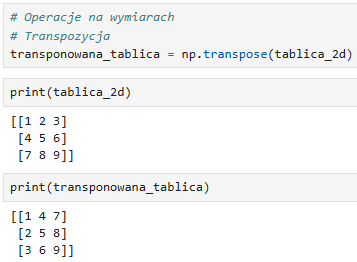 # Operacje na wymiarach
# Transpozycja
transponowana_tablica = np.transpose(tablica_2d)
print(tablica_2d)
[[1 2 3]
 [4 5 6]
 [7 8 9]]
print(transponowana_tablica)
[[1 4 7]
 [2 5 8]
 [3 6 9]]